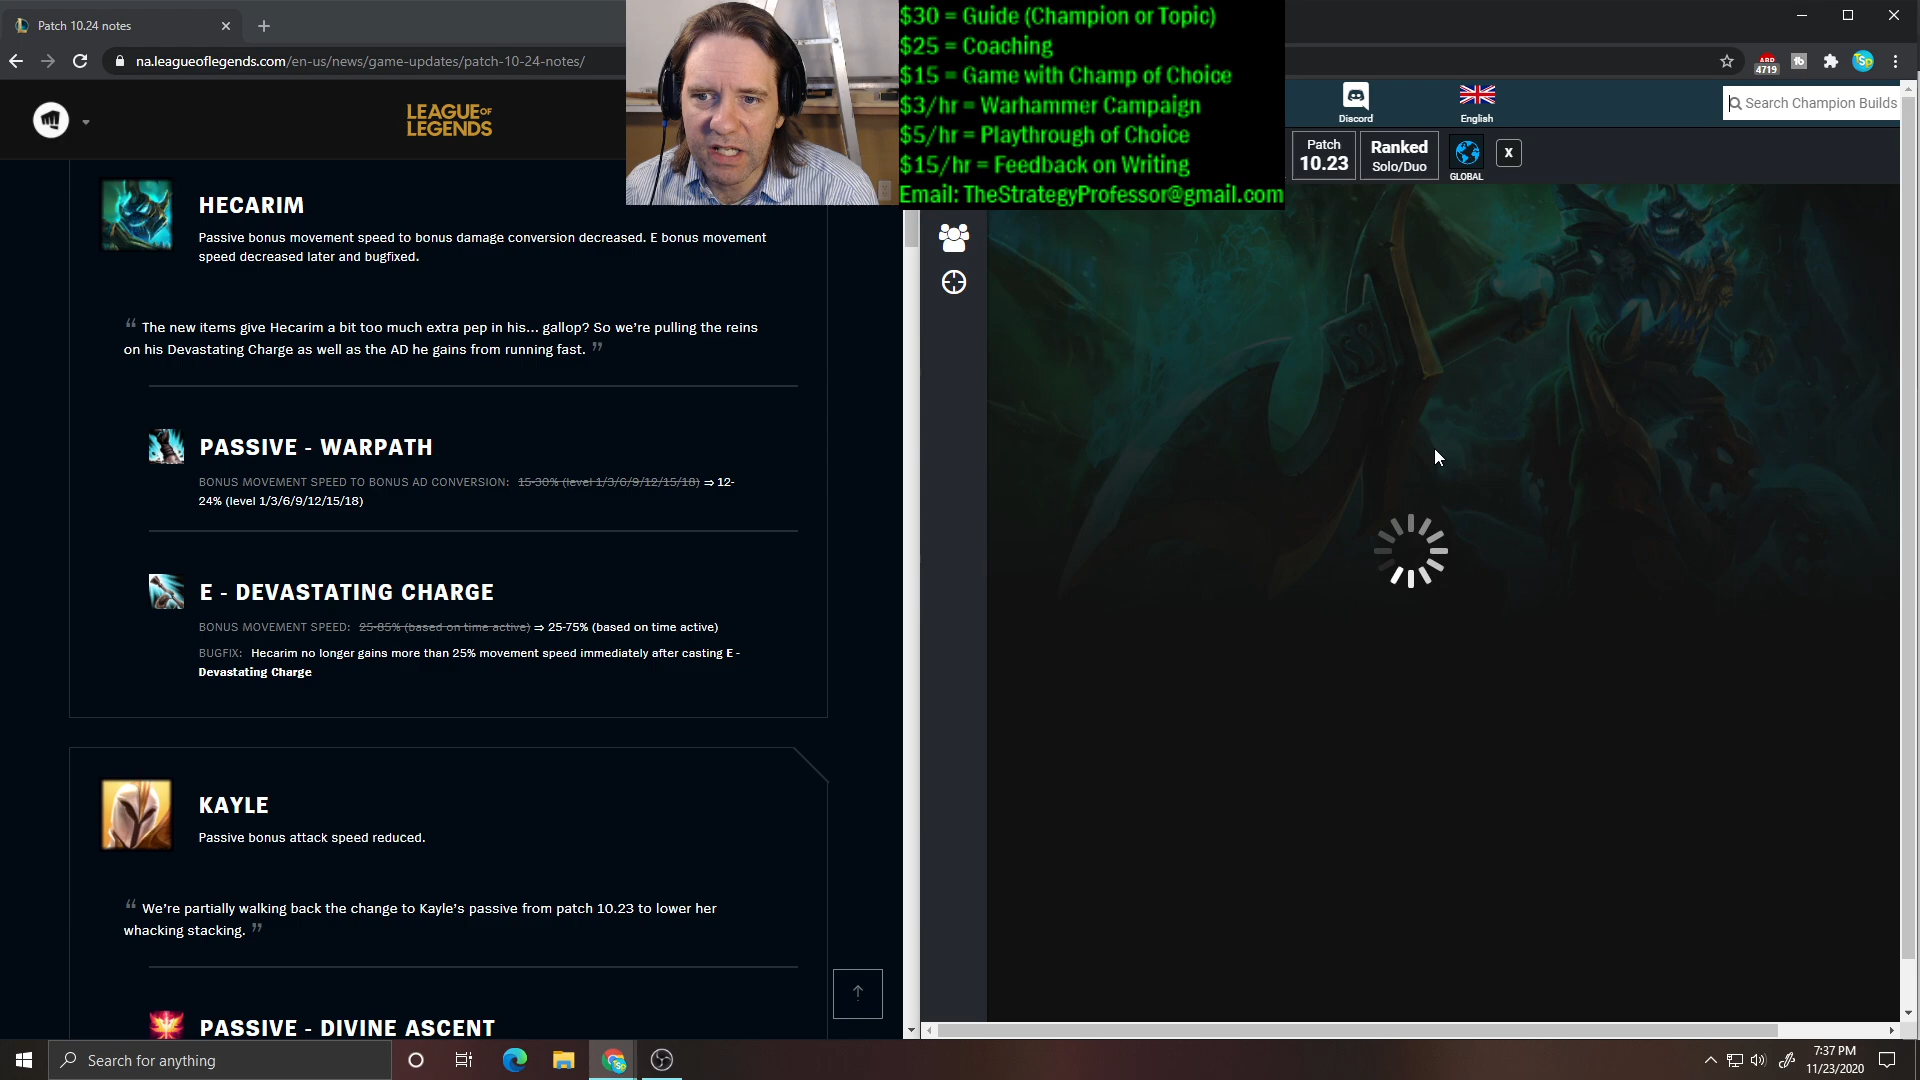 Patch 10.24 notes
na.leagueoflegends.com/en-us/news/game-updates/patch-10-24-notes/
LEAGUE OF
LEGENDS
$30 = Guide (Champion or Topic)
$25 = Coaching
$15 = Game with Champ of Choice
$3/hr = Warhammer Campaign
$5/hr = Playthrough of Choice
$15/hr = Feedback on Writing
Email: TheStrategyProfessor@gmail.com
ABP
4719
tb
TSp
Discord
English
Search Champion Builds
Patch
10.23
Ranked
Solo/Duo
GLOBAL
X
HECARIM
Passive bonus movement speed to bonus damage conversion decreased. E bonus movement
speed decreased later and bugfixed.
“ The new items give Hecarim a bit too much extra pep in his... gallop? So we’re pulling the reins
on his Devastating Charge as well as the AD he gains from running fast. ”
PASSIVE - WARPATH
BONUS MOVEMENT SPEED TO BONUS AD CONVERSION: 15-30% (level 1/3/6/9/12/15/18) ⇒ 12-
24% (level 1/3/6/9/12/15/18)
E - DEVASTATING CHARGE
BONUS MOVEMENT SPEED: 25-85% (based on time active) ⇒ 25-75% (based on time active)
BUGFIX: Hecarim no longer gains more than 25% movement speed immediately after casting E -
Devastating Charge
KAYLE
Passive bonus attack speed reduced.
“ We’re partially walking back the change to Kayle’s passive from patch 10.23 to lower her
whacking stacking. ”
PASSIVE - DIVINE ASCENT
Search for anything
7:37 PM
11/23/2020